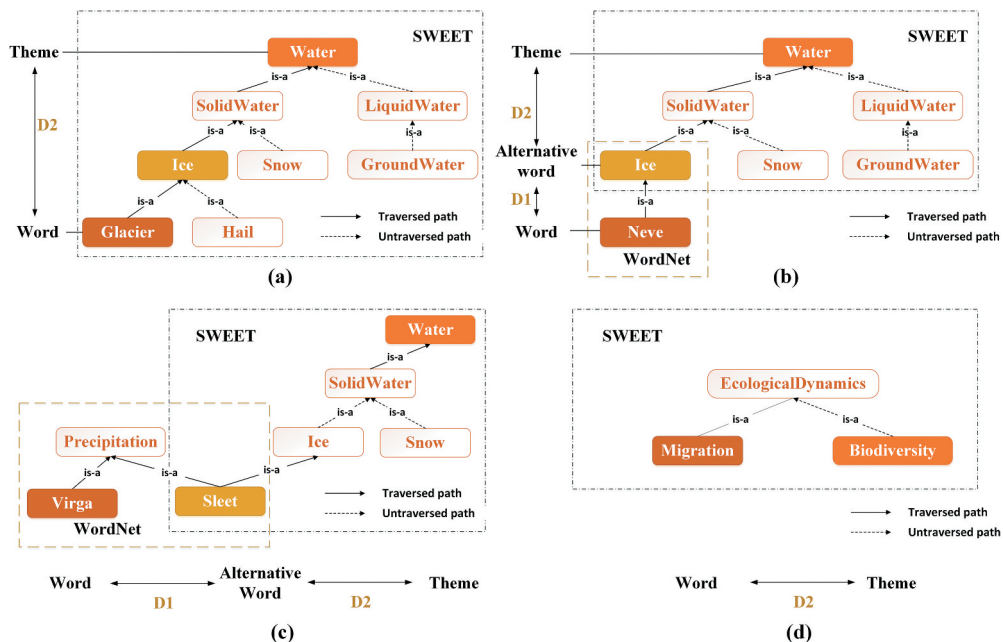 SWEET
Theme
Water
is-a
is-a
SolidWater
LiquidWater
D2
is-a
is-a
is-a
Ice
Snow
GroundWater
is-a
is-a
Traversed path
Word
Glacier
Hail
Untraversed path
(a)
SWEET
Theme
Water
is-a
is-a
SolidWater
LiquidWater
D2
is-a
is-a
is-a
Alternative
word
Ice
Snow
GroundWater
D1
is-a
Traversed path
Word
Neve
Untraversed path
WordNet
(b)
SWEET
Water
is-a
SolidWater
is-a
is-a
Precipitation
Ice
Snow
is-a
is-a
is-a
Virga
Sleet
Traversed path
WordNet
Untraversed path
Word
Alternative
Word
Theme
D1
D2
(c)
SWEET
EcologicalDynamics
is-a
is-a
Migration
Biodiversity
Traversed path
Untraversed path
Word
Theme
D2
(d)